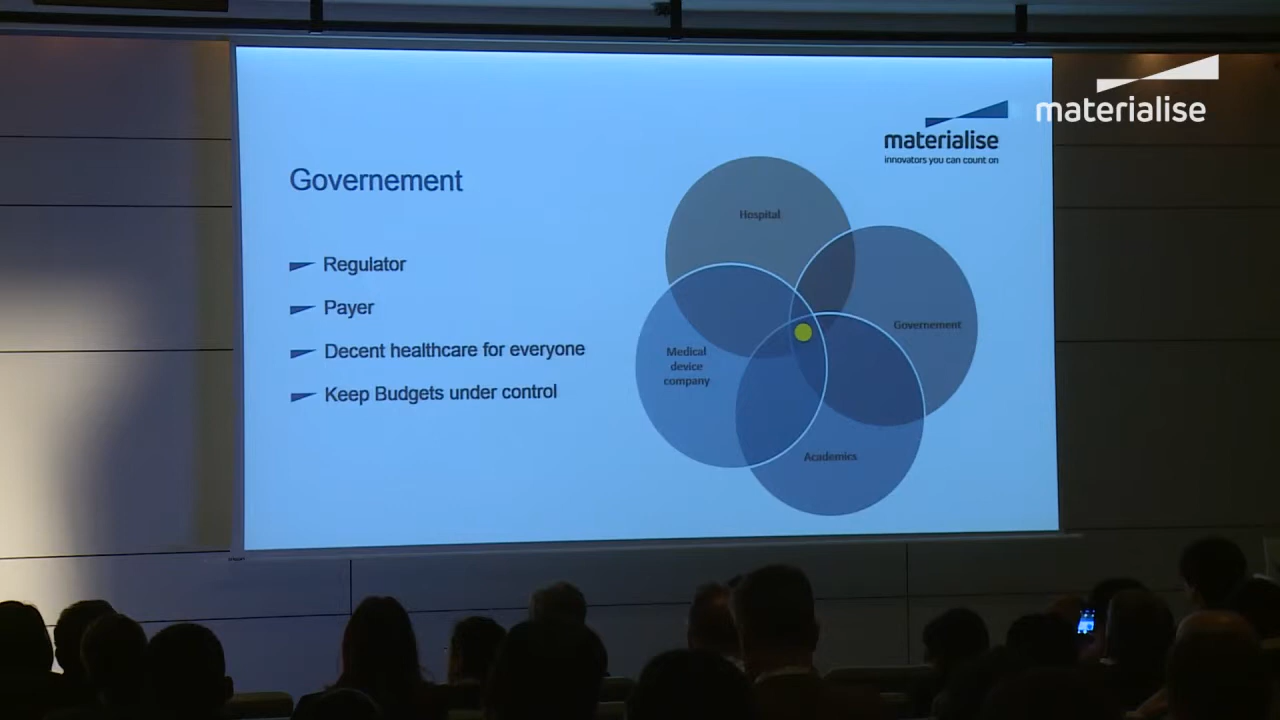 materialise
materialise
innovators you can count on
Governement
Regulator
Payer
Decent healthcare for everyone
Keep Budgets under control
Hospital
Governement
Medical
device
company
Academics